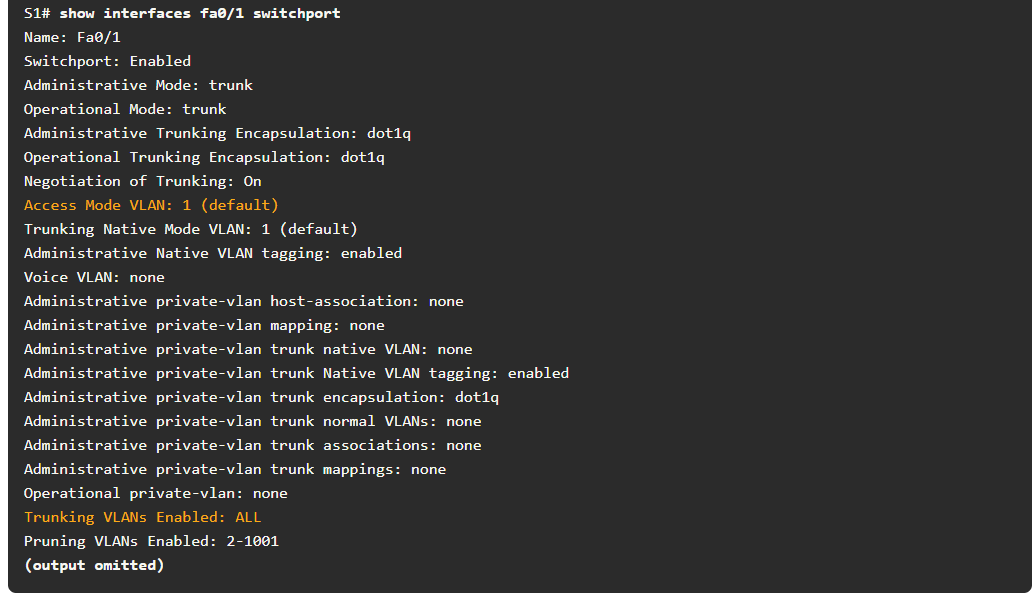 S1# show interfaces fa0/1 switchport
Name: Fa0/1
Switchport: Enabled
Administrative Mode: trunk
Operational Mode: trunk
Administrative Trunking Encapsulation: dot1q
Operational Trunking Encapsulation: dot1q
Negotiation of Trunking: On
Access Mode VLAN: 1 (default)
Trunking Native Mode VLAN: 1 (default)
Administrative Native VLAN tagging: enabled
Voice VLAN: none
Administrative private-vlan host-association: none
Administrative private-vlan mapping: none
Administrative private-vlan trunk native VLAN: none
Administrative private-vlan trunk Native VLAN tagging: enabled
Administrative private-vlan trunk encapsulation: dot1q
Administrative private-vlan trunk normal VLANs: none
Administrative private-vlan trunk associations: none
Administrative private-vlan trunk mappings: none
Operational private-vlan: none
Trunking VLANs Enabled: ALL
Pruning VLANs Enabled: 2-1001
(output omitted)